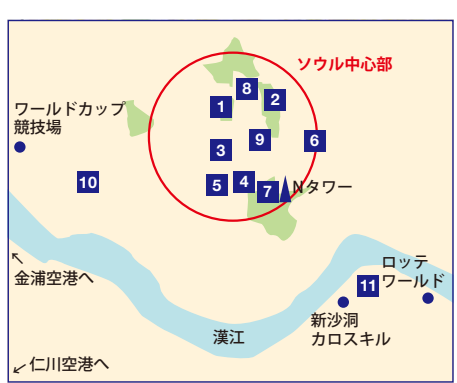 ソウル中心部
8
2
1
ワールドカップ
競技場
9
6
3
10
5
4
7
Nタワー
金浦空港へ
ロッテ
ワールド
11
新沙洞
カロスキル
漢江
仁川空港へ